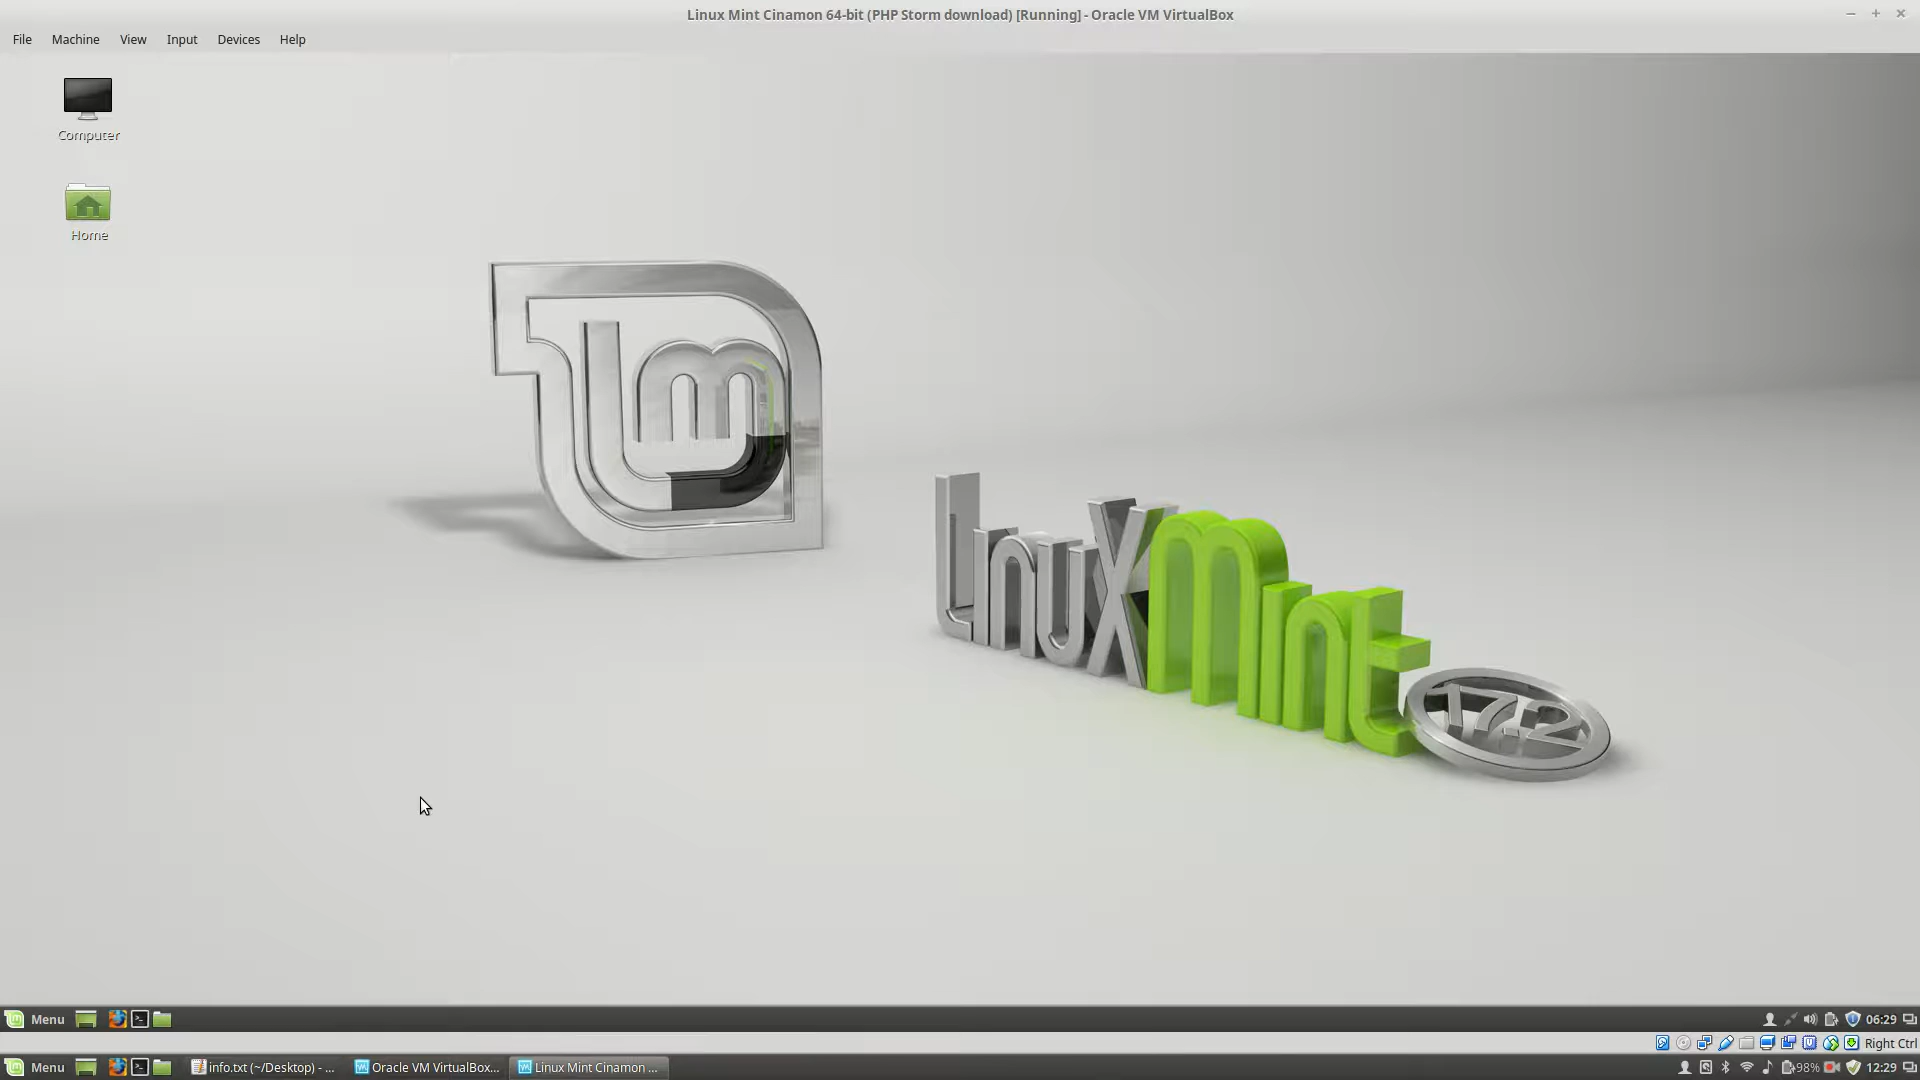 Linux Mint Cinamon 64-bit (PHP Storm download) [Running] - Oracle VM VirtualBox
File Machine View Input Devices Help
Computer
Home
LinuxMint
17.2
Menu 06:29
Right Ctrl
Menu info.txt (~/Desktop) - ... Oracle VM VirtualBox... Linux Mint Cinamon ... 98% 12:29